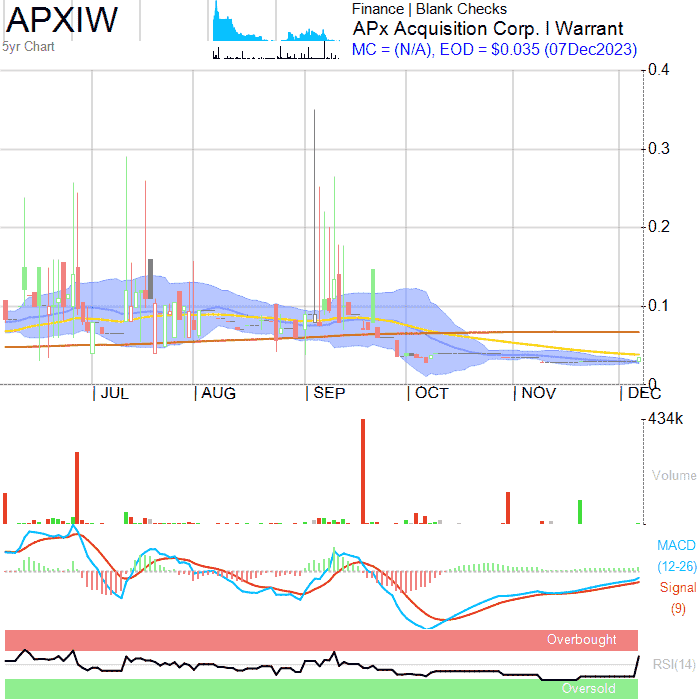 APXIW
5yr Chart
Finance | Blank Checks
APx Acquisition Corp. I Warrant
MC = (N/A), EOD = $0.035 (07Dec2023)
0.4
0.3
0.2
0.1
0
JUL
AUG
SEP
OCT
NOV
DEC
434k
Volume
MACD
(12-26)
Signal
(9)
Overbought
RSI(14)
Oversold